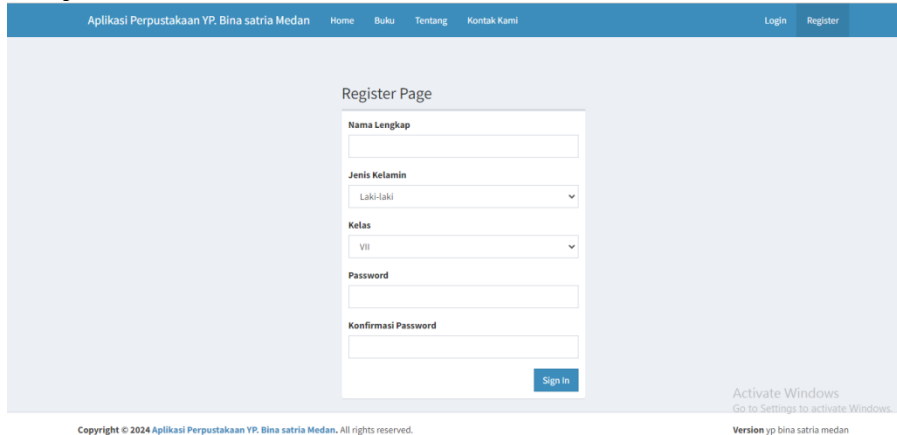 Aplikasi Perpustakaan YP. Bina satria Medan Home Buku Tentang Kontak Kami Login Register
Register Page
Nama Lengkap
Jenis Kelamin
Laki-laki
Kelas
VII
Password
Konfirmasi Password
Sign In
Activate Windows
Go to Settings to activate Windows.
Copyright © 2024 Aplikasi Perpustakaan YP. Bina satria Medan. All rights reserved. Version yp bina satria medan